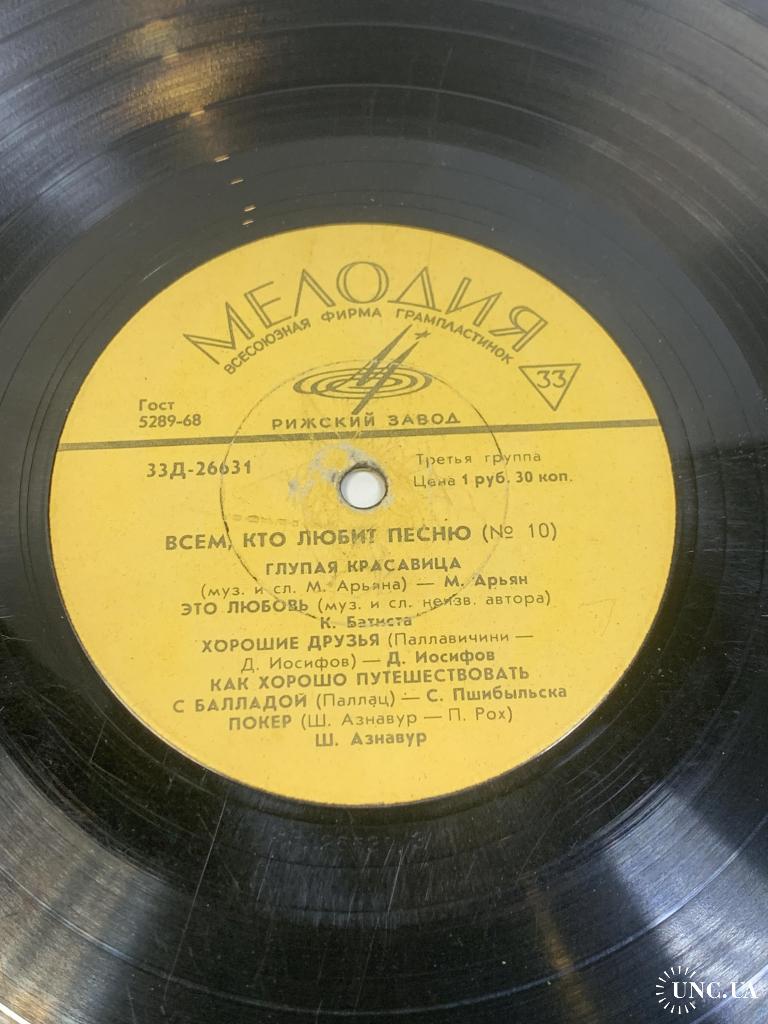 МЕЛОДИЯ
ВСЕСОЮЗНАЯ ФИРМА ГРАМПЛАСТИНОК
33
Гост
5289-68
РИЖСКИЙ ЗАВОД
33Д-26631
Третья группа
Цена 1 руб. 30 коп.
ВСЕМ, КТО ЛЮБИТ ПЕСНЮ (№ 10)
ГЛУПАЯ КРАСАВИЦА
(муз. и сл. М. Арьяна) — М. Арьян
ЭТО ЛЮБОВЬ (муз. и сл. неизв. автора)
К. Батиста
ХОРОШИЕ ДРУЗЬЯ (Паллавичини —
Д. Иосифов) — Д. Иосифов
КАК ХОРОШО ПУТЕШЕСТВОВАТЬ
С БАЛЛАДОЙ (Паллац) — С. Пшибыльска
ПОКЕР (Ш. Азнавур — П. Рох)
Ш. Азнавур
UNC.UA